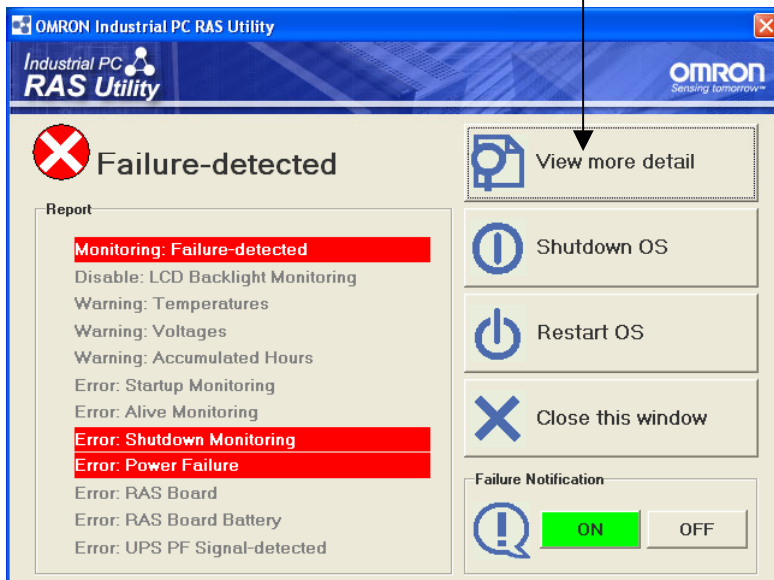 OMRON Industrial PC RAS Utility
Industrial PC
RAS Utility
OMRON
Sensing tomorrow™
Failure-detected
Report
Monitoring: Failure-detected
Disable: LCD Backlight Monitoring
Warning: Temperatures
Warning: Voltages
Warning: Accumulated Hours
Error: Startup Monitoring
Error: Alive Monitoring
Error: Shutdown Monitoring
Error: Power Failure
Error: RAS Board
Error: RAS Board Battery
Error: UPS PF Signal-detected
View more detail
Shutdown OS
Restart OS
Close this window
Failure Notification
ON
OFF